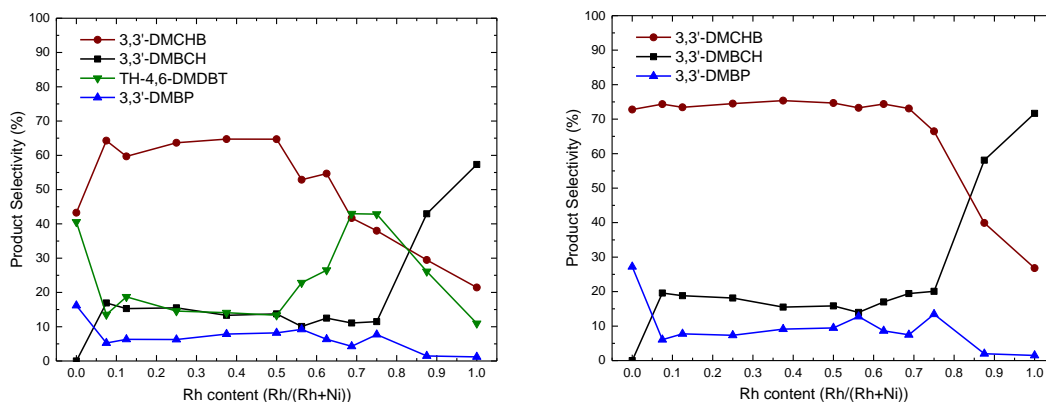 100
90
80
70
60
50
40
30
20
10
0
Product Selectivity (%)
3,3'-DMCHB
3,3'-DMBCH
TH-4,6-DMDBT
3,3'-DMBP
0.0 0.1 0.2 0.3 0.4 0.5 0.6 0.7 0.8 0.9 1.0
Rh content (Rh/(Rh+Ni))
100
90
80
70
60
50
40
30
20
10
0
Product Selectivity (%)
3,3'-DMCHB
3,3'-DMBCH
3,3'-DMBP
0.0 0.1 0.2 0.3 0.4 0.5 0.6 0.7 0.8 0.9 1.0
Rh content (Rh/(Rh+Ni))